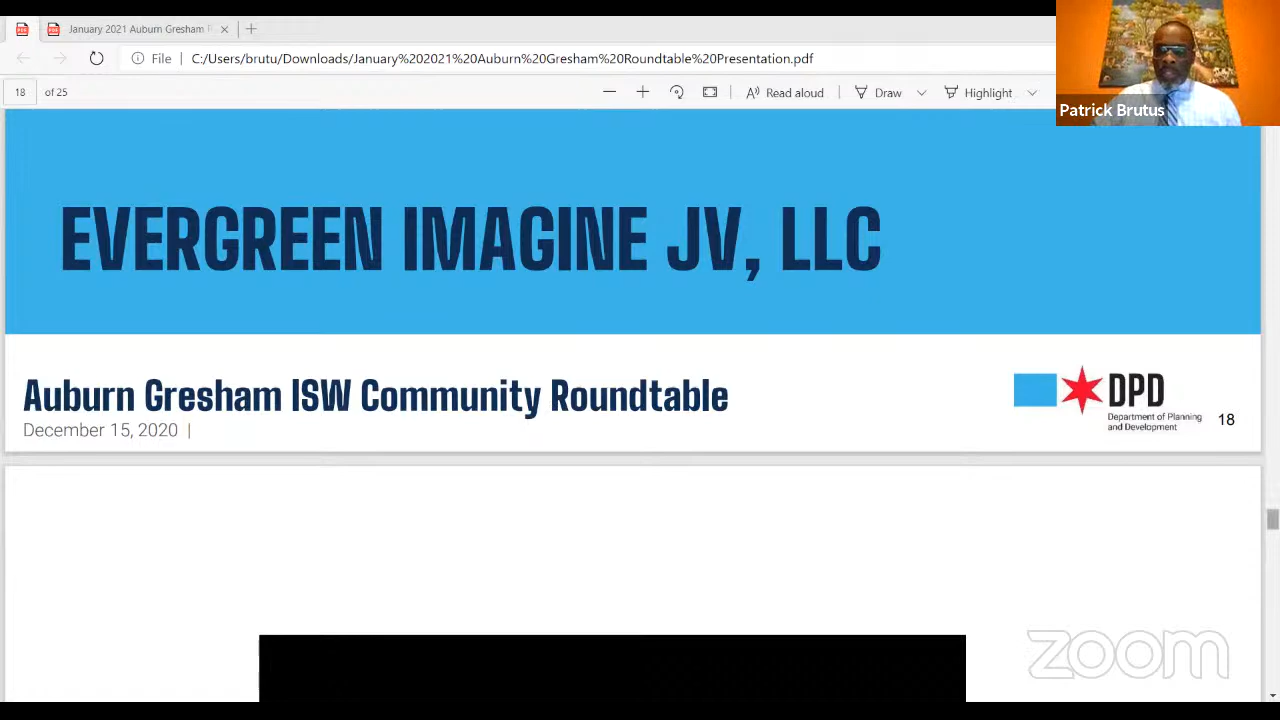 January 2021 Auburn Gresham
File
C:/Users/brutu/Downloads/January%202021%20Auburn%20Gresham%20Roundtable%20Presentation.pdf
18 of 25
Read aloud
Draw
Highlight
Patrick Brutus
EVERGREEN IMAGINE JV, LLC
Auburn Gresham ISW Community Roundtable
December 15, 2020 |
DPD
Department of Planning
and Development
18
zoom